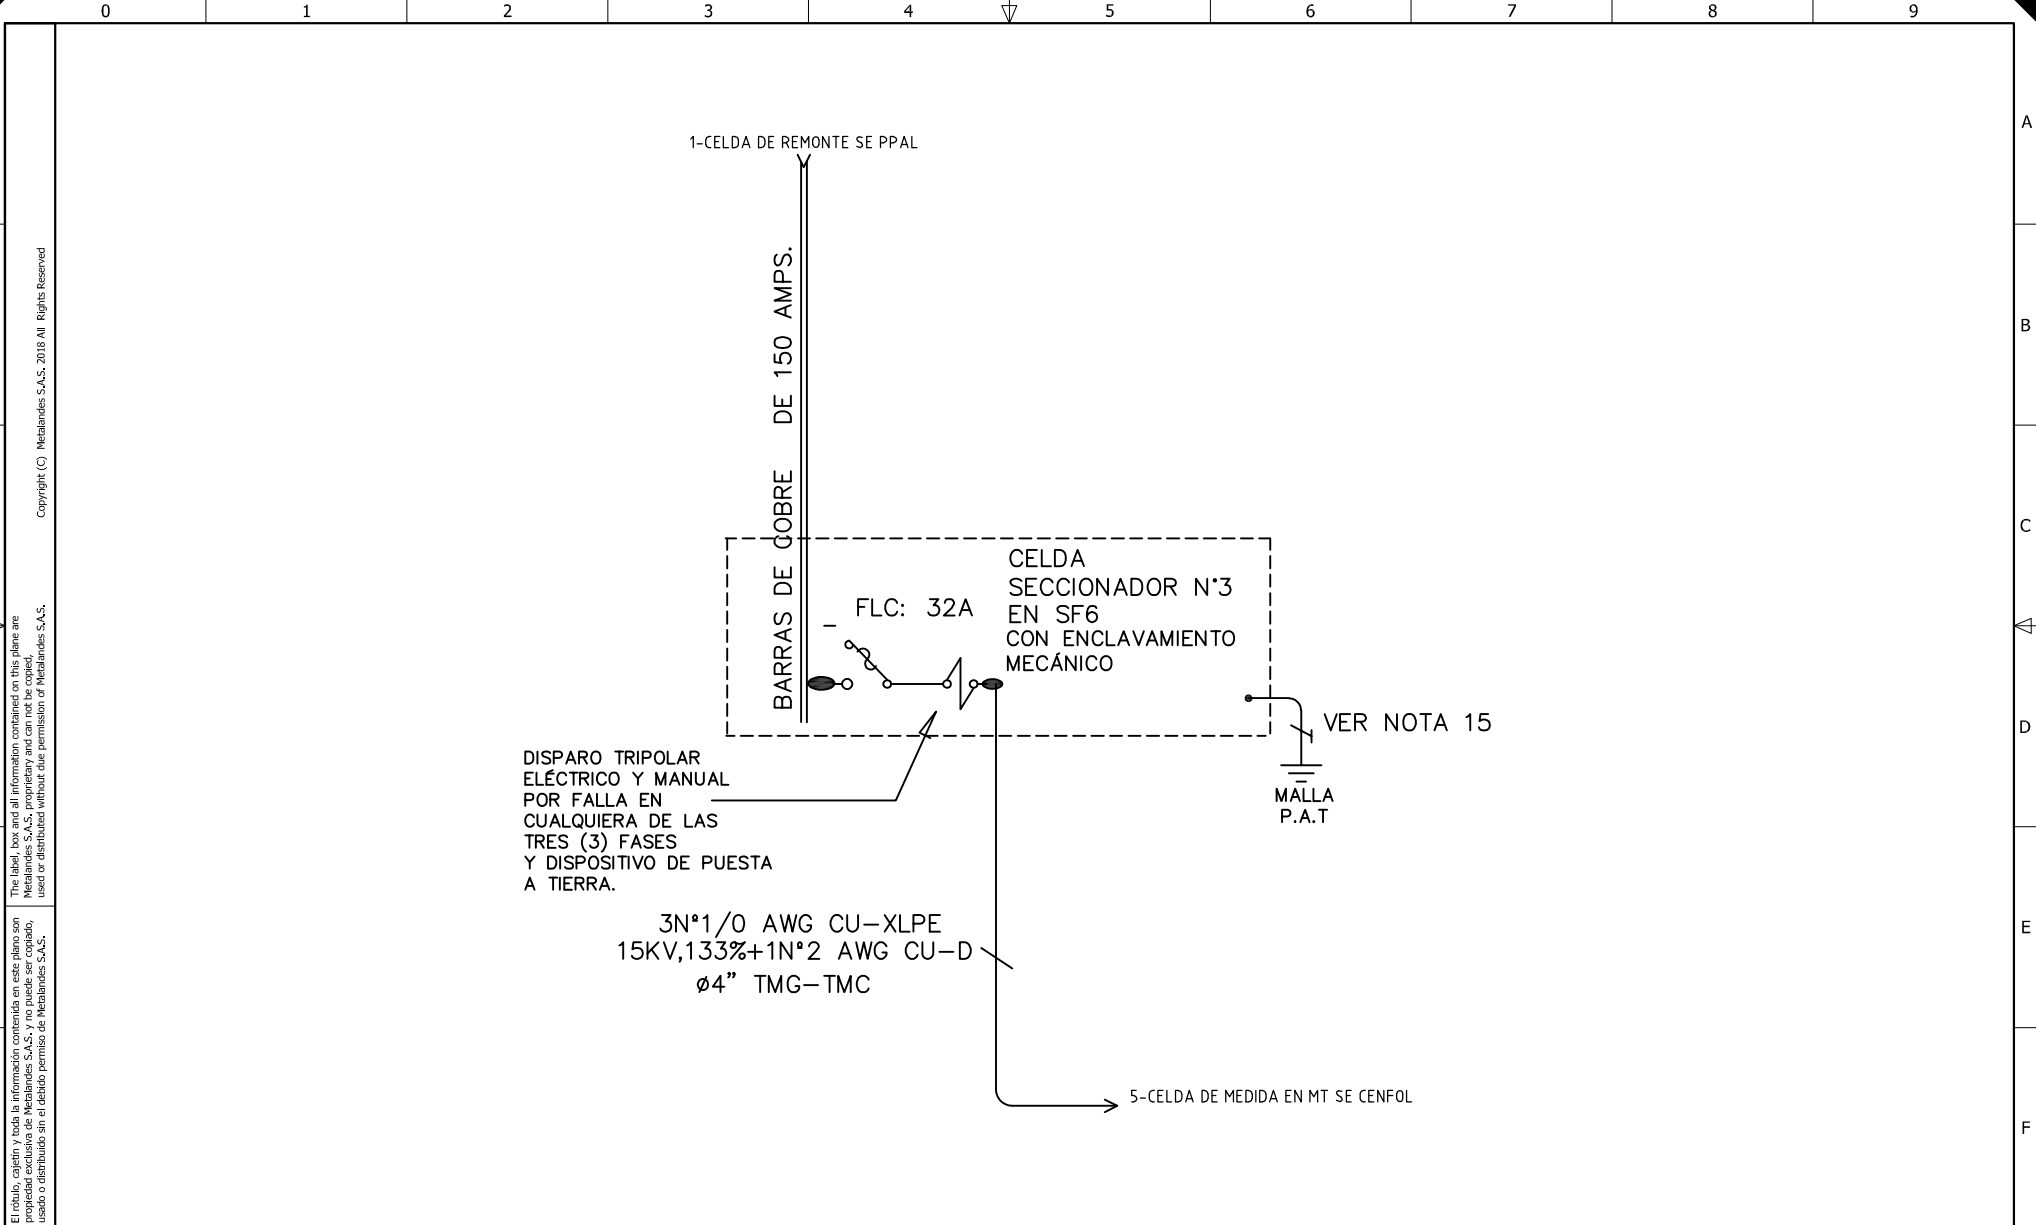 0 1 2 3 4 5 6 7 8 9
A
B
C
D
E
F
1-CELDA DE REMONTE SE PPAL
BARRAS DE COBRE DE 150 AMPS.
CELDA
SECCIONADOR N°3
EN SF6
CON ENCLAVAMIENTO
MECÁNICO
FLC: 32A
VER NOTA 15
MALLA
P.A.T
DISPARO TRIPOLAR
ELÉCTRICO Y MANUAL
POR FALLA EN
CUALQUIERA DE LAS
TRES (3) FASES
Y DISPOSITIVO DE PUESTA
A TIERRA.
3Nº1/0 AWG CU-XLPE
15KV,133%+1Nº2 AWG CU-D
ø4" TMG-TMC
5-CELDA DE MEDIDA EN MT SE CENFOL
Copyright (C) Metalandes S.A.S. 2018 All Rights Reserved
The label, box and all information contained on this plane are
Metalandes S.A.S. proprietary and can not be copied,
used or distributed without due permission of Metalandes S.A.S.
El rótulo, cajetín y toda la información contenida en este plano son
propiedad exclusiva de Metalandes S.A.S. y no puede ser copiado,
usado o distribuido sin el debido permiso de Metalandes S.A.S.